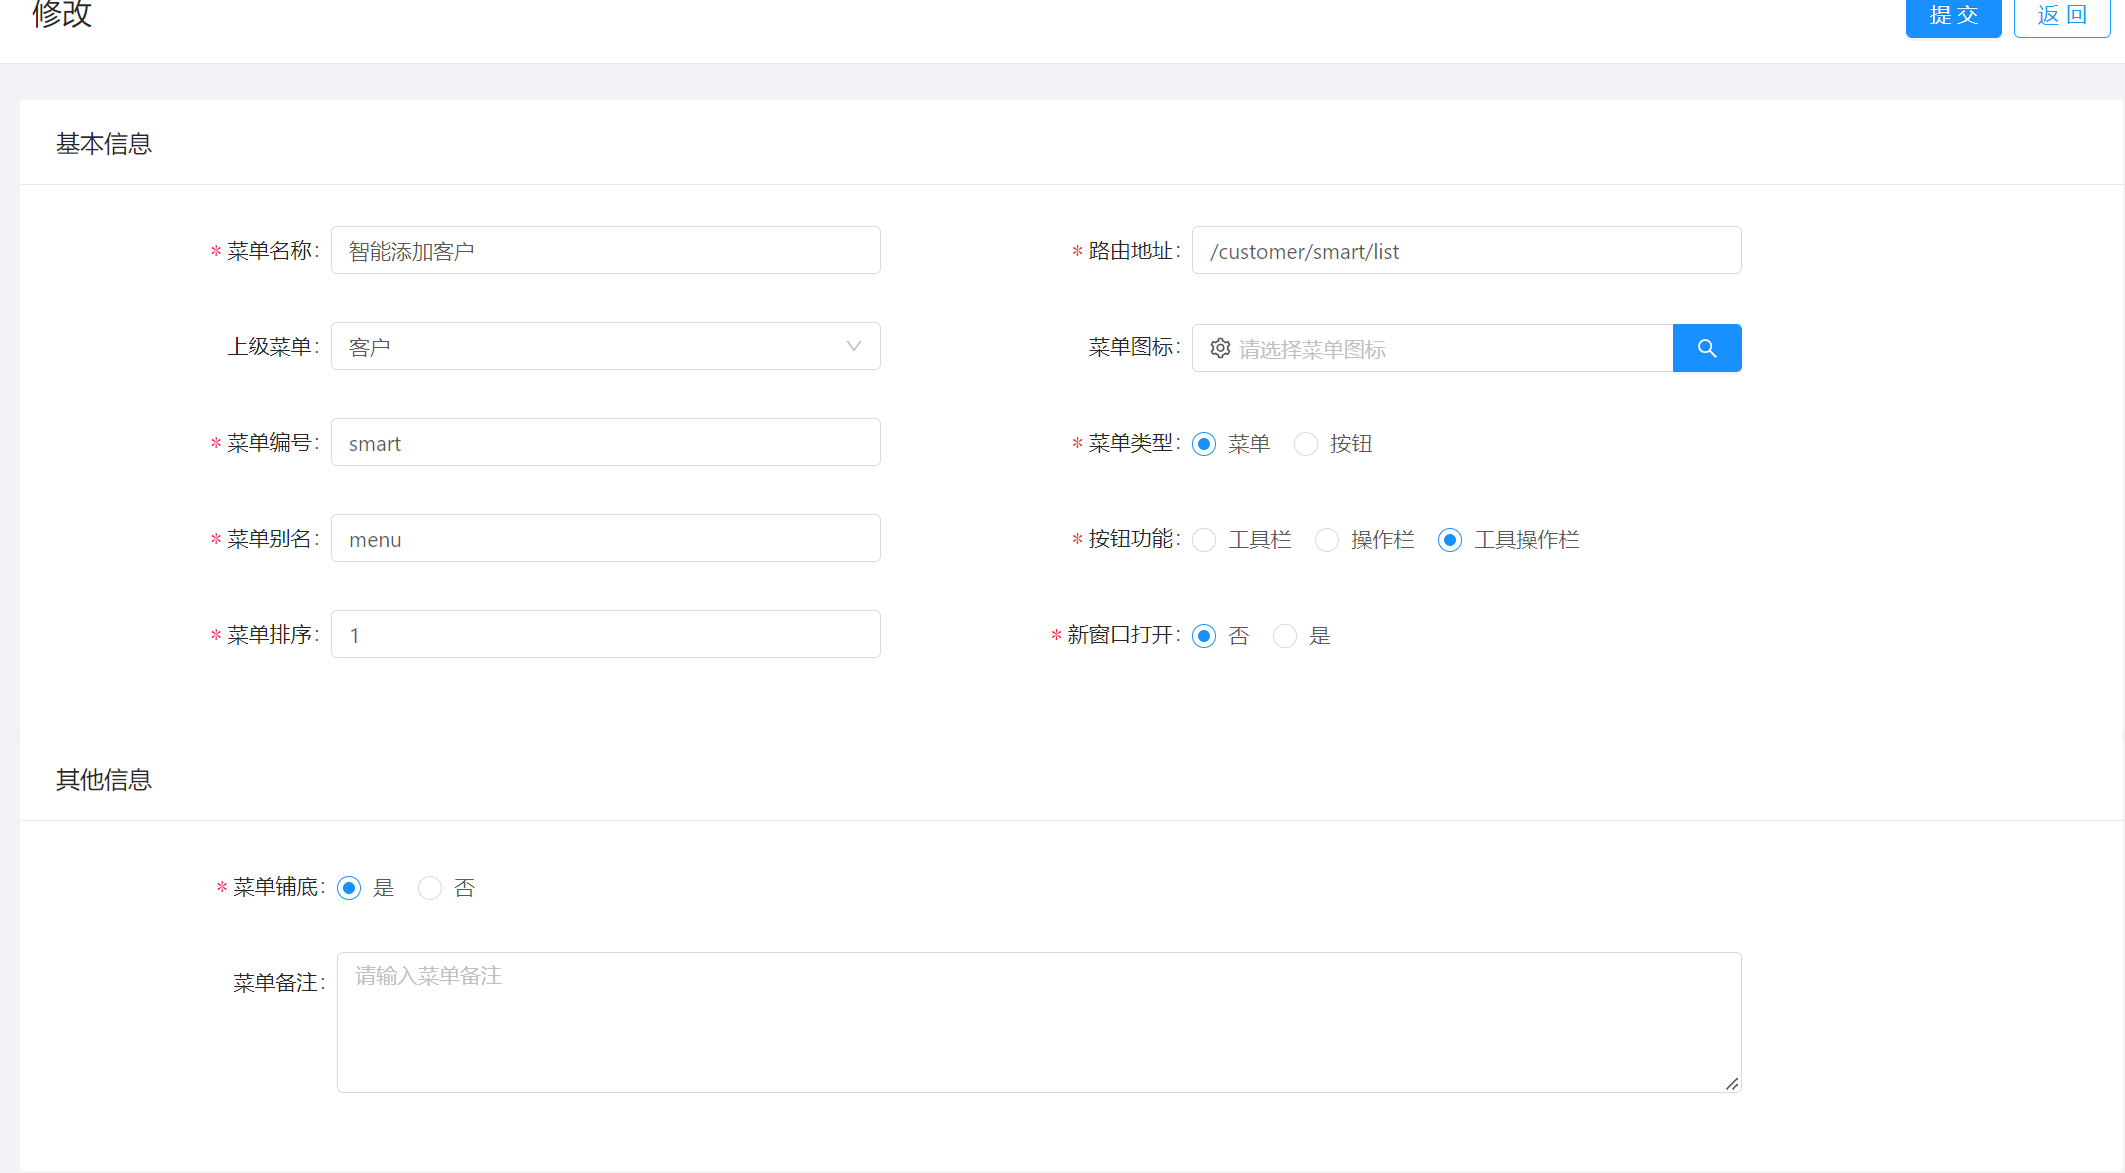 修改
提 交
返 回
基本信息
* 菜单名称: 智能添加客户
* 路由地址: /customer/smart/list
上级菜单: 客户
菜单图标: 请选择菜单图标
* 菜单编号: smart
* 菜单类型: 菜单 按钮
* 菜单别名: menu
* 按钮功能: 工具栏 操作栏 工具操作栏
* 菜单排序: 1
* 新窗口打开: 否 是
其他信息
* 菜单铺底: 是 否
菜单备注: 请输入菜单备注